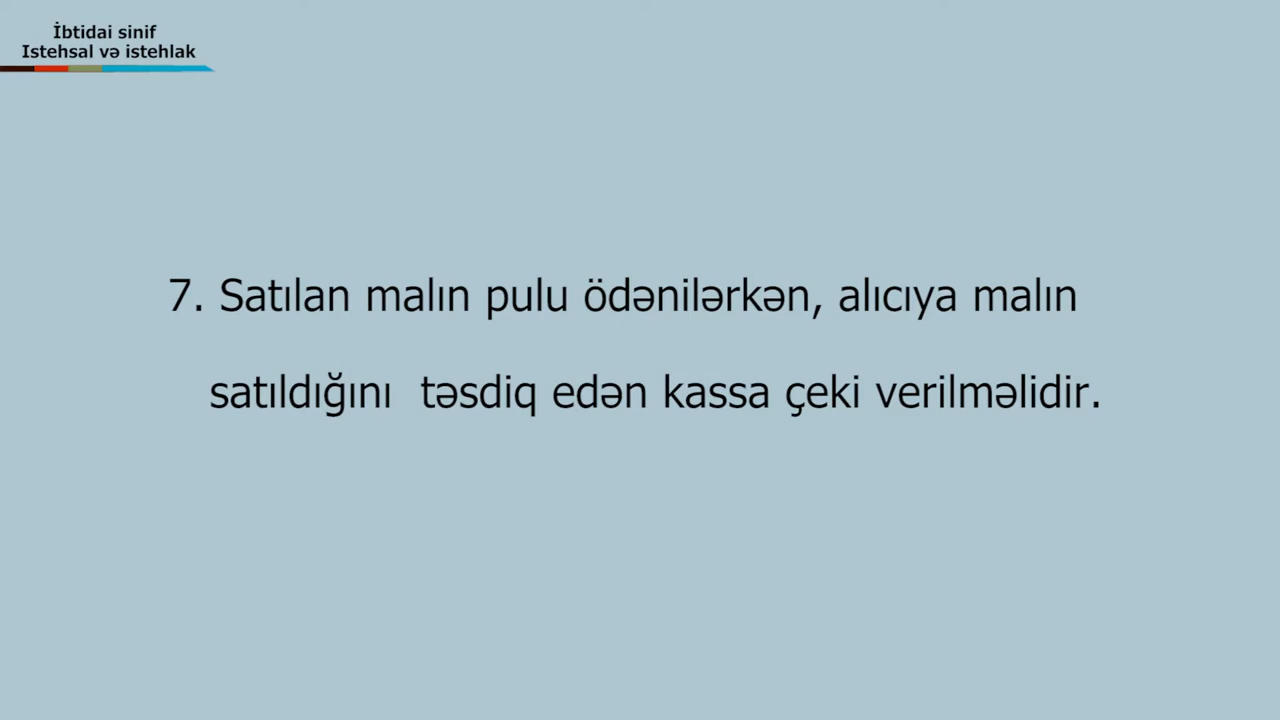 İbtidai sinif
Istehsal və istehlak
7. Satılan malın pulu ödənilərkən, alıcıya malın
satıldığını  təsdiq edən kassa çeki verilməlidir.